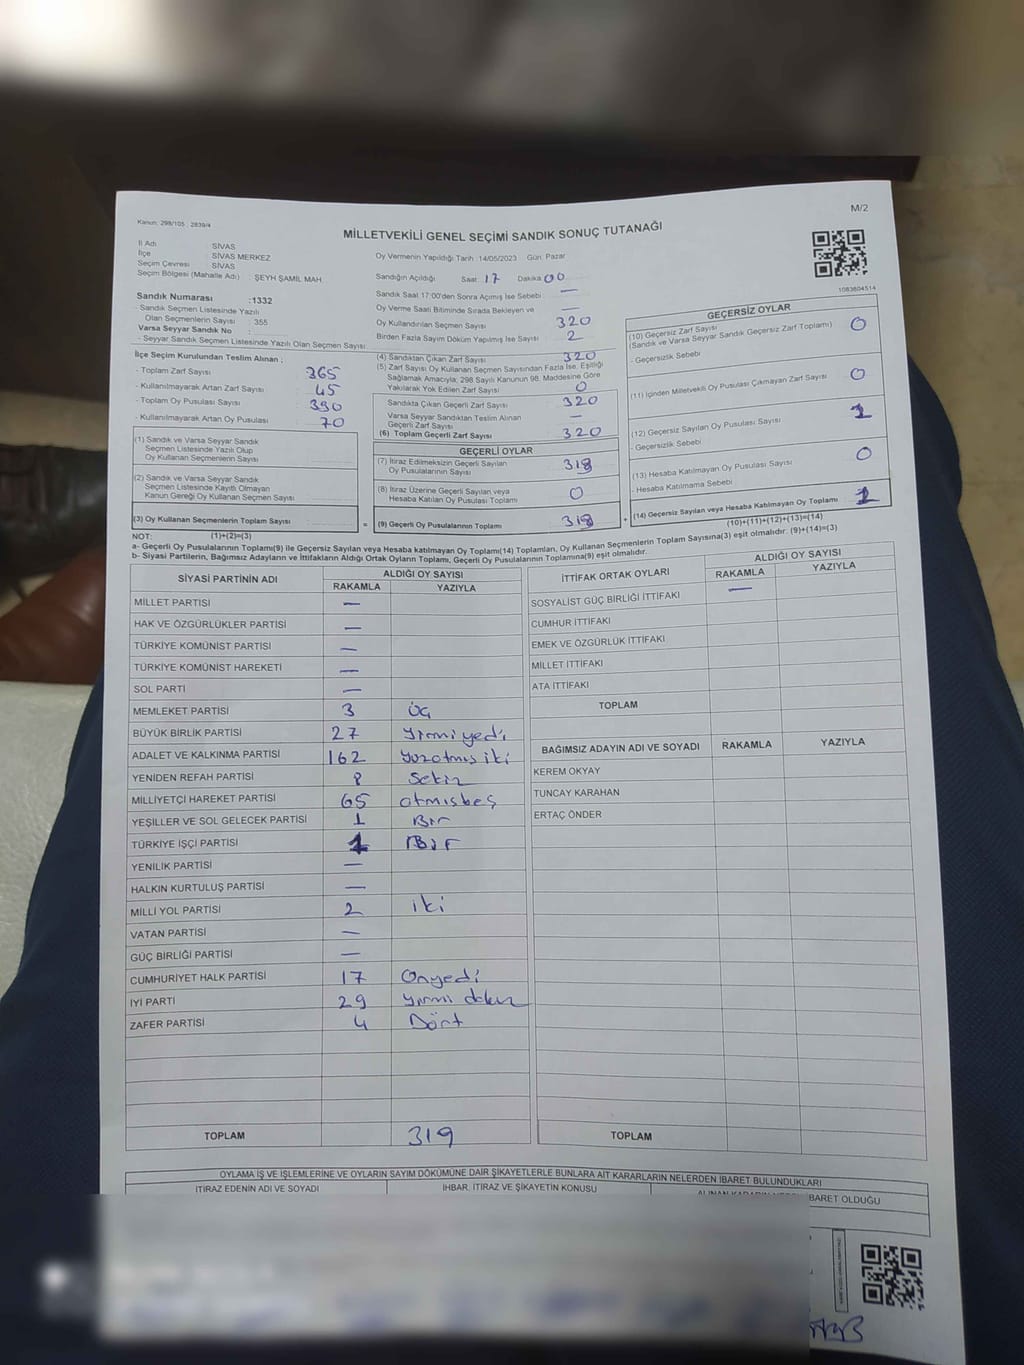 Kanun: 298/105 ; 2839/4
M/2
MİLLETVEKİLİ GENEL SEÇİMİ SANDIK SONUÇ TUTANAĞI
İl Adı : SİVAS
İlçe : SİVAS MERKEZ
Seçim Çevresi : SİVAS
Seçim Bölgesi (Mahalle Adı) : ŞEYH ŞAMİL MAH.
Sandık Numarası :1332
- Sandık Seçmen Listesinde Yazılı
Olan Seçmenlerin Sayısı : 355
Varsa Seyyar Sandık No :
- Seyyar Sandık Seçmen Listesinde Yazılı Olan Seçmen Sayısı
Oy Vermenin Yapıldığı Tarih :14/05/2023 Gün: Pazar
Sandığın Açıldığı Saat 17 Dakika 00
Sandık Saat 17:00'den Sonra Açımış İse Sebebi —
Oy Verme Saati Bitiminde Sırada Bekleyen ve —
Oy Kullandırılan Seçmen Sayısı 320
Birden Fazla Sayım Döküm Yapılmış İse Sayısı 2
1083604514
İlçe Seçim Kurulundan Teslim Alınan ;
- Toplam Zarf Sayısı 365
- Kullanılmayarak Artan Zarf Sayısı 45
- Toplam Oy Pusulası Sayısı 390
- Kullanılmayarak Artan Oy Pusulası 70
(1) Sandık ve Varsa Seyyar Sandık
Seçmen Listesinde Yazılı Olup
Oy Kullanan Seçmenlerin Sayısı
(2) Sandık ve Varsa Seyyar Sandık
Seçmen Listesinde Kayıtlı Olmayan
Kanun Gereği Oy Kullanan Seçmen Sayısı
(3) Oy Kullanan Seçmenlerin Toplam Sayısı
(1)+(2)=(3)
(4) Sandıktan Çıkan Zarf Sayısı 320
(5) Zarf Sayısı Oy Kullanan Seçmen Sayısından Fazla İse, Eşitliği
Sağlamak Amacıyla; 298 Sayılı Kanunun 98. Maddesine Göre
Yakılarak Yok Edilen Zarf Sayısı 0
Sandıkta Çıkan Geçerli Zarf Sayısı 320
Varsa Seyyar Sandıktan Teslim Alınan
Geçerli Zarf Sayısı —
(6) Toplam Geçerli Zarf Sayısı 320
GEÇERLİ OYLAR
(7) İtiraz Edilmeksizin Geçerli Sayılan
Oy Pusulalarının Sayısı 319
(8) İtiraz Üzerine Geçerli Sayılan veya
Hesaba Katılan Oy Pusulası Toplamı 0
= (9) Geçerli Oy Pusulalarının Toplamı 319 +
GEÇERSİZ OYLAR
(10) Geçersiz Zarf Sayısı
(Sandık ve Varsa Seyyar Sandık Geçersiz Zarf Toplamı) 0
- Geçersizlik Sebebi
(11) İçinden Milletvekili Oy Pusulası Çıkmayan Zarf Sayısı 0
(12) Geçersiz Sayılan Oy Pusulası Sayısı 1
- Geçersizlik Sebebi
(13) Hesaba Katılmayan Oy Pusulası Sayısı 0
- Hesaba Katılmama Sebebi
(14) Geçersiz Sayılan veya Hesaba Katılmayan Oy Toplamı 1
(10)+(11)+(12)+(13)=(14)
NOT:
a- Geçerli Oy Pusulalarının Toplamı(9) ile Geçersiz Sayılan veya Hesaba katılmayan Oy Toplamı(14) Toplamları, Oy Kullanan Seçmenlerin Toplam Sayısına(3) eşit olmalıdır. (9)+(14)=(3)
b- Siyasi Partilerin, Bağımsız Adayların ve İttifakların Aldığı Ortak Oyların Toplamı, Geçerli Oy Pusulalarının Toplamına(9) eşit olmalıdır.
SİYASİ PARTİNİN ADI ALDIĞI OY SAYISI
RAKAMLA YAZIYLA
MİLLET PARTİSİ —
HAK VE ÖZGÜRLÜKLER PARTİSİ —
TÜRKİYE KOMÜNİST PARTİSİ —
TÜRKİYE KOMÜNİST HAREKETİ —
SOL PARTİ —
MEMLEKET PARTİSİ 3 üç
BÜYÜK BİRLİK PARTİSİ 27 yirmiyedi
ADALET VE KALKINMA PARTİSİ 162 yüzatmış iki
YENİDEN REFAH PARTİSİ 8 Sekiz
MİLLİYETÇİ HAREKET PARTİSİ 65 atmışbeş
YEŞİLLER VE SOL GELECEK PARTİSİ 1 Bir
TÜRKİYE İŞÇİ PARTİSİ 1 Bir
YENİLİK PARTİSİ —
HALKIN KURTULUŞ PARTİSİ —
MİLLİ YOL PARTİSİ 2 iki
VATAN PARTİSİ —
GÜÇ BİRLİĞİ PARTİSİ —
CUMHURİYET HALK PARTİSİ 17 Onyedi
İYİ PARTİ 29 yirmi dokuz
ZAFER PARTİSİ 4 Dört
TOPLAM 319
İTTİFAK ORTAK OYLARI ALDIĞI OY SAYISI
RAKAMLA YAZIYLA
SOSYALİST GÜÇ BİRLİĞİ İTTİFAKI —
CUMHUR İTTİFAKI
EMEK VE ÖZGÜRLÜK İTTİFAKI
MİLLET İTTİFAKI
ATA İTTİFAKI
TOPLAM
BAĞIMSIZ ADAYIN ADI VE SOYADI RAKAMLA YAZIYLA
KEREM OKYAY
TUNCAY KARAHAN
ERTAÇ ÖNDER
TOPLAM
OYLAMA İŞ VE İŞLEMLERİNE VE OYLARIN SAYIM DÖKÜMÜNE DAİR ŞİKAYETLERLE BUNLARA AİT KARARLARIN NELERDEN İBARET BULUNDUKLARI
İTİRAZ EDENİN ADI VE SOYADI İHBAR, İTİRAZ VE ŞİKAYETİN KONUSU